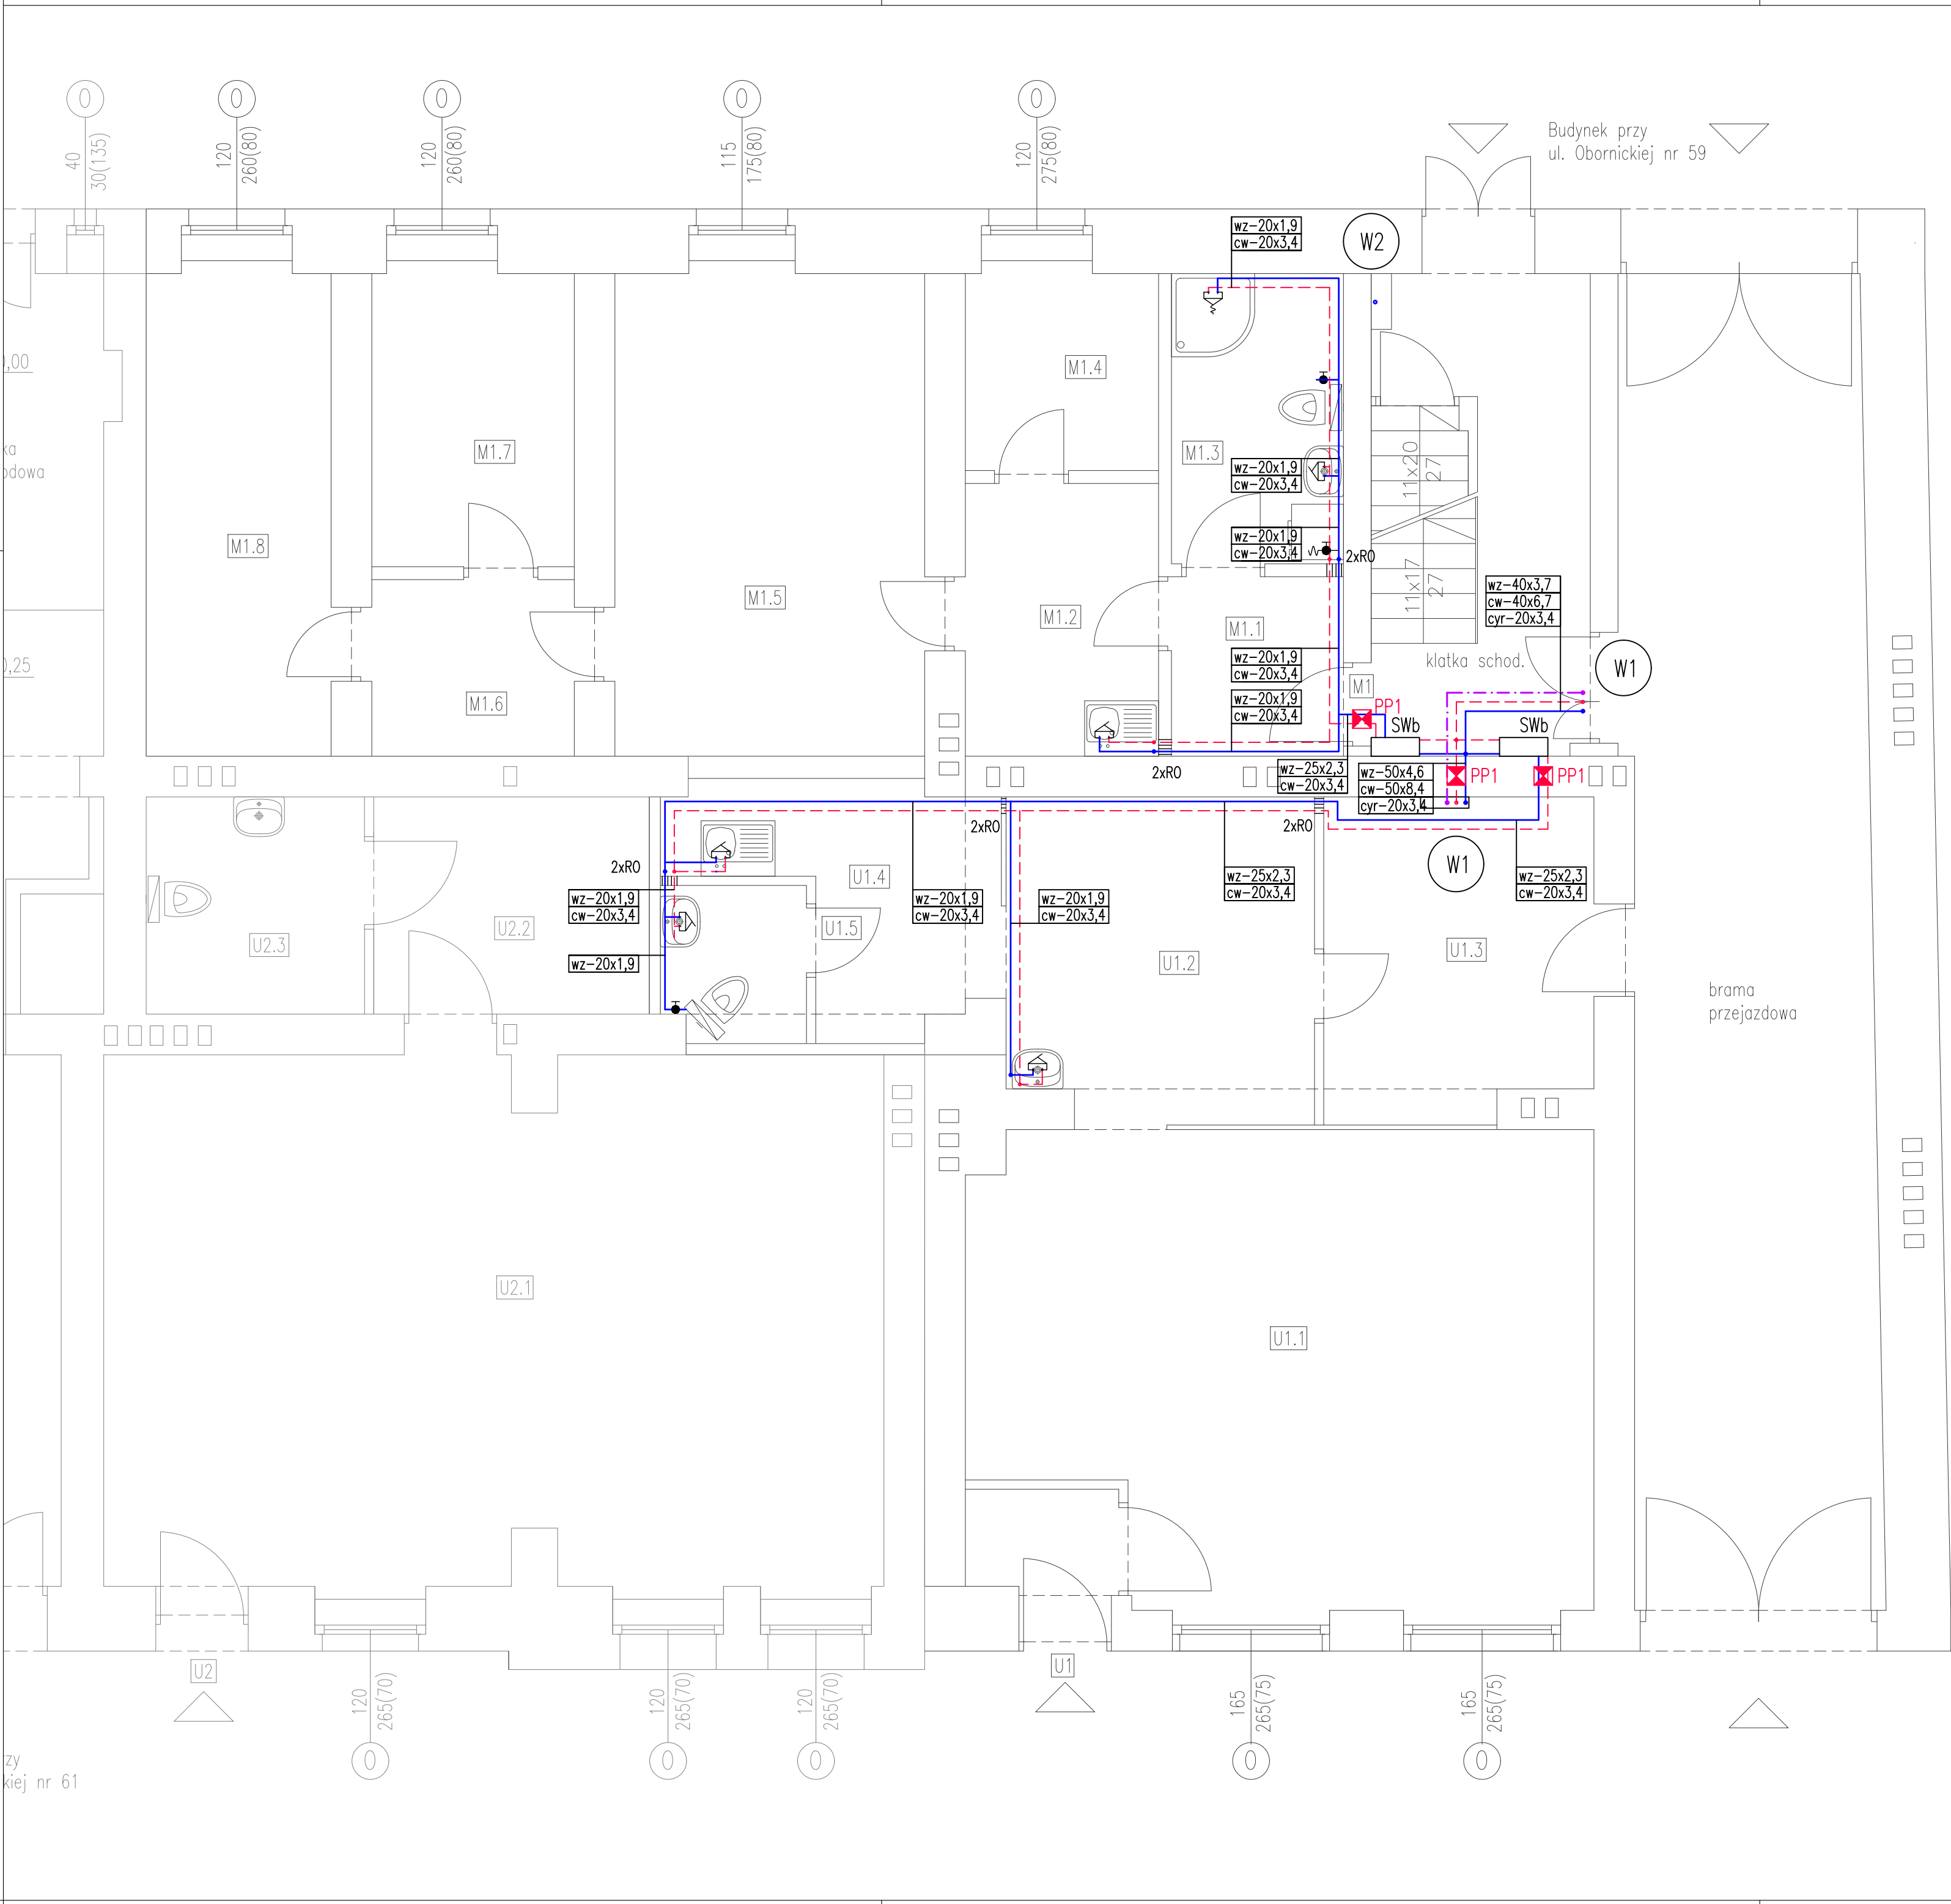 O
O
O
O
O
40
30(135)
120
260(80)
120
260(80)
115
175(80)
120
275(80)
Budynek przy
ul. Obornickiej nr 59
wz-20x1,9
cw-20x3,4
W2
,00
M1.4
M1.7
M1.3
11x20
27
wz-20x1,9
cw-20x3,4
M1.8
wz-20x1,9
cw-20x3,4
2xRO
M1.5
M1.2
M1.1
11x17
27
wz-40x3,7
cw-40x6,7
cyr-20x3,4
,25
wz-20x1,9
cw-20x3,4
klatka schod.
W1
M1
M1.6
wz-20x1,9
cw-20x3,4
PP1
SWb
SWb
2xRO
wz-25x2,3
cw-20x3,4
wz-50x4,6
cw-50x8,4
cyr-20x3,4
PP1
PP1
2xRO
2xRO
2xRO
U1.4
W1
wz-25x2,3
cw-20x3,4
wz-25x2,3
cw-20x3,4
wz-20x1,9
cw-20x3,4
wz-20x1,9
cw-20x3,4
wz-20x1,9
cw-20x3,4
U2.3
U2.2
U1.5
U1.2
U1.3
wz-20x1,9
brama
przejazdowa
U2.1
U1.1
U2
U1
120
265(70)
120
265(70)
120
265(70)
165
265(75)
165
265(75)
O
O
O
O
O
zy
kiej nr 61